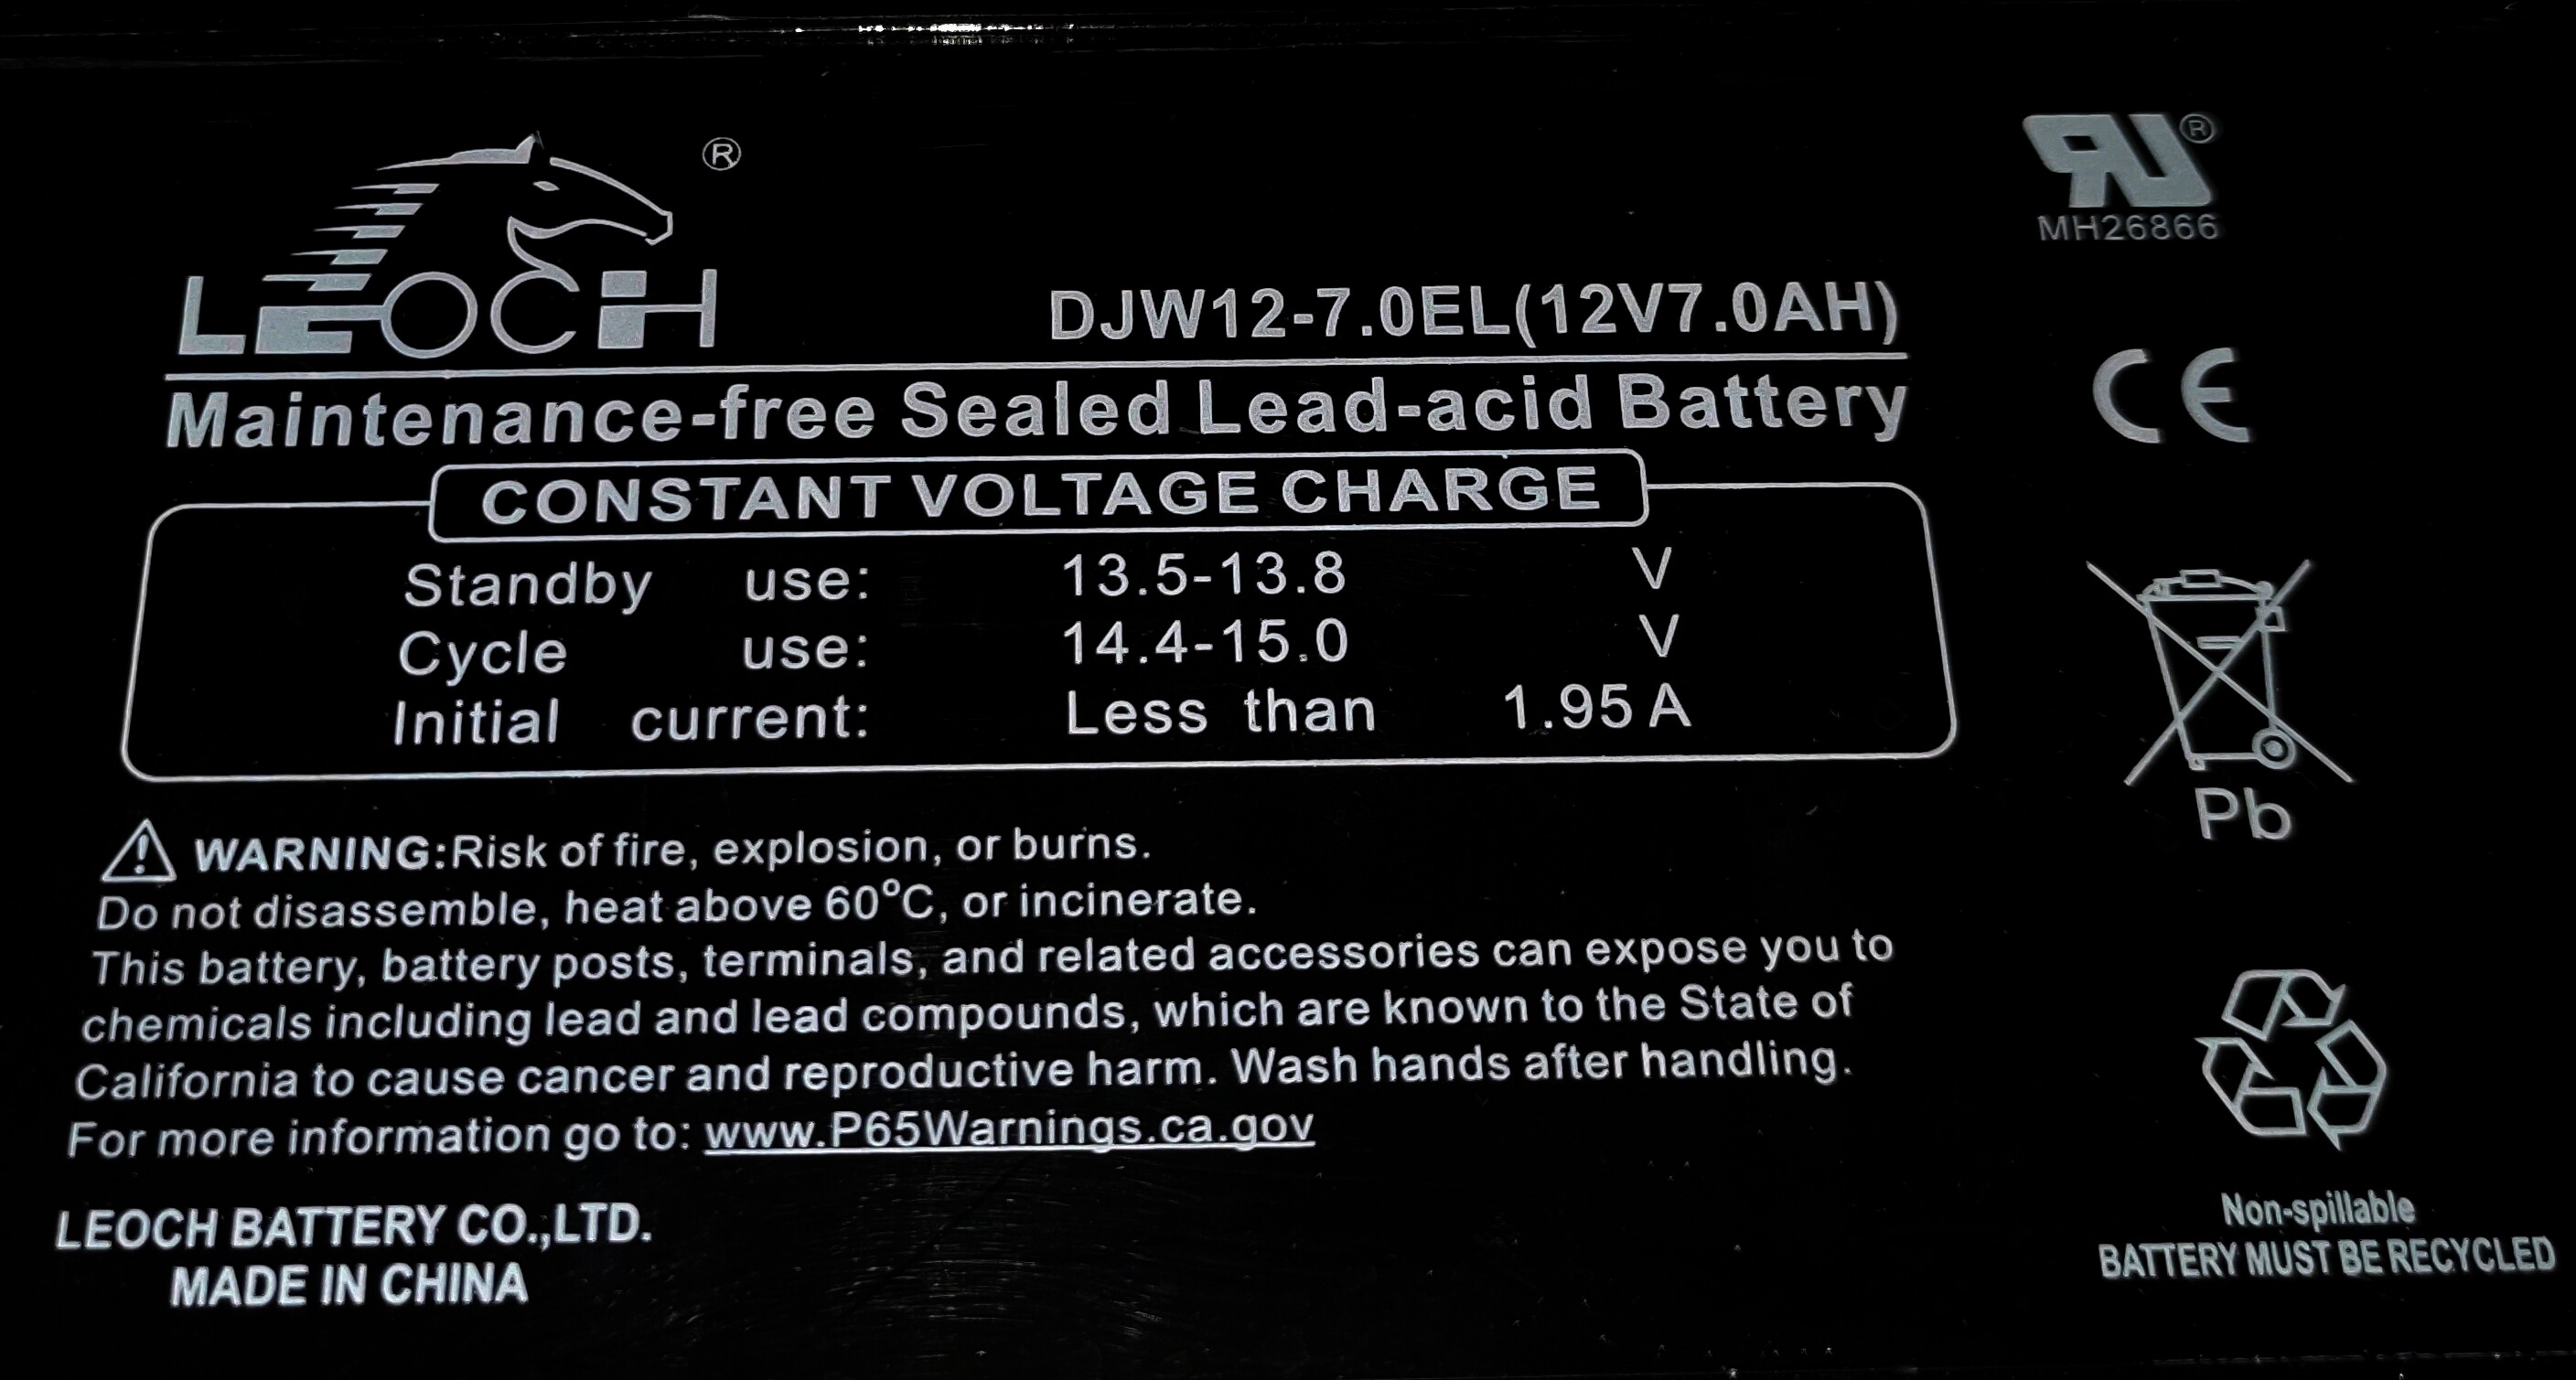 LEOCH ®
DJW12-7.0EL(12V7.0AH)
Maintenance-free Sealed Lead-acid Battery
CONSTANT VOLTAGE CHARGE
Standby use: 13.5-13.8 V
Cycle use: 14.4-15.0 V
Initial current: Less than 1.95 A
WARNING:Risk of fire, explosion, or burns.
Do not disassemble, heat above 60°C, or incinerate.
This battery, battery posts, terminals, and related accessories can expose you to
chemicals including lead and lead compounds, which are known to the State of
California to cause cancer and reproductive harm. Wash hands after handling.
For more information go to: www.P65Warnings.ca.gov
LEOCH BATTERY CO.,LTD.
MADE IN CHINA
®
MH26866
CE
Pb
Non-spillable
BATTERY MUST BE RECYCLED